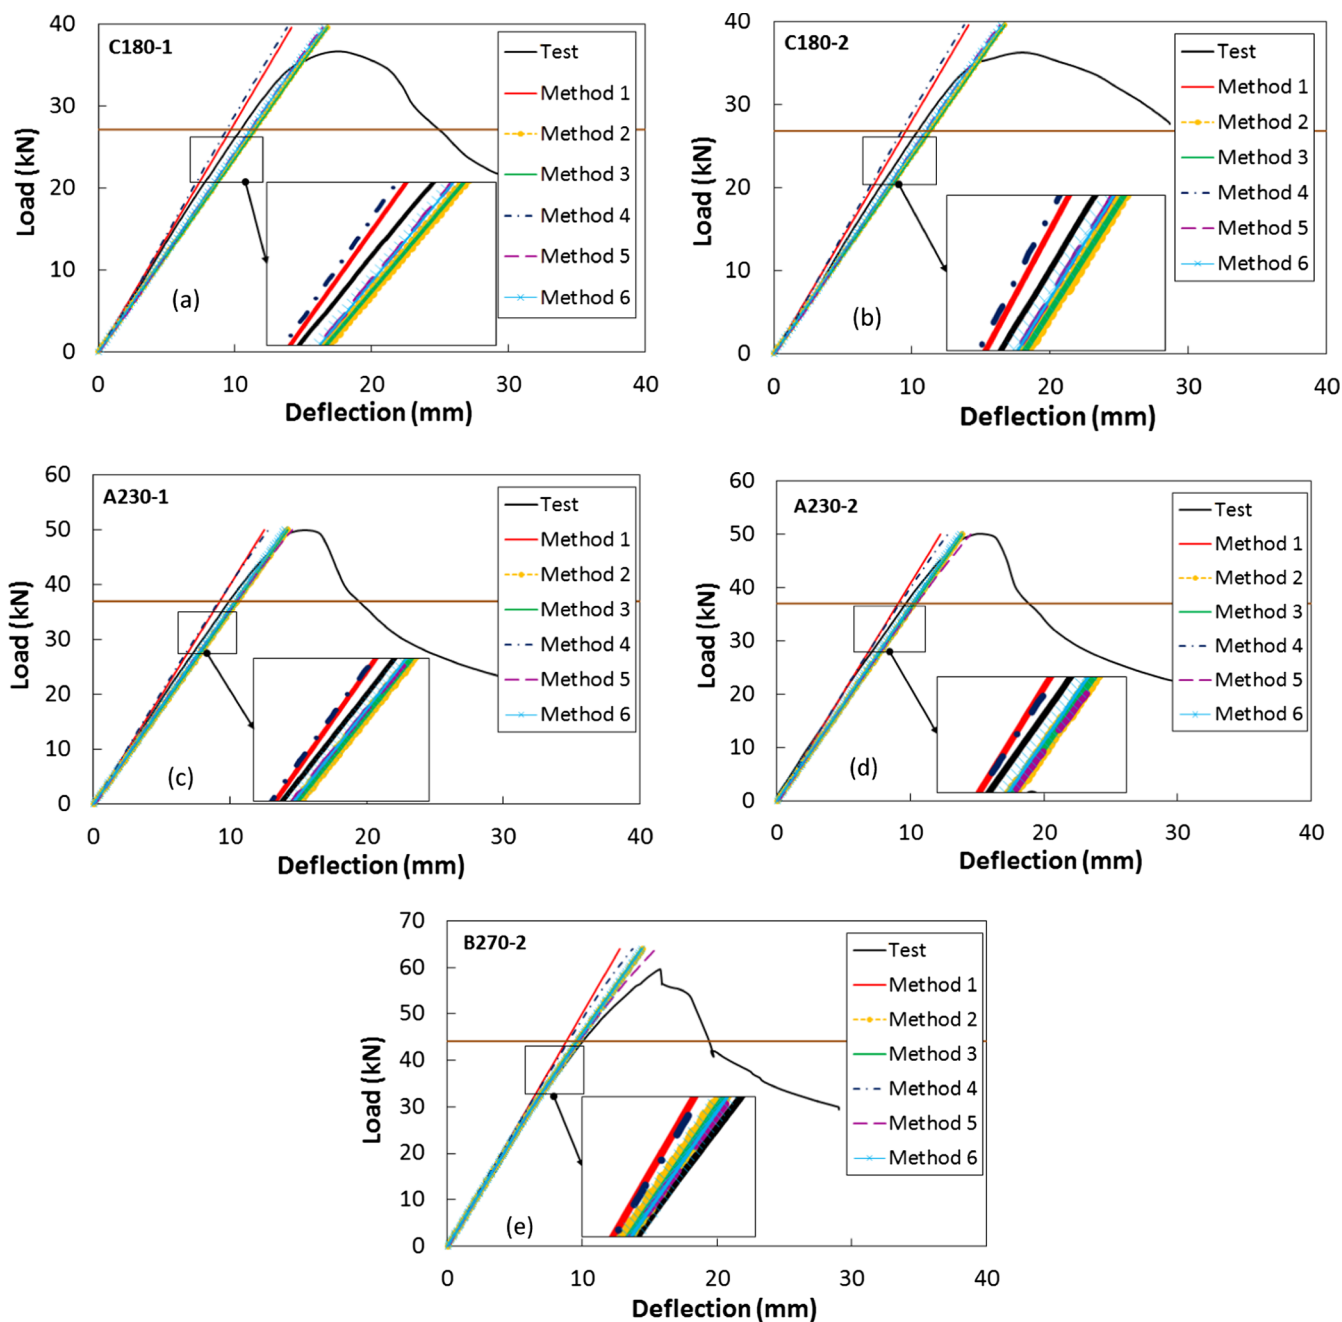 C180-1
Load (kN)
40
30
20
10
0
0 10 20 30 40
Deflection (mm)
(a)
Test
Method 1
Method 2
Method 3
Method 4
Method 5
Method 6
C180-2
Load (kN)
40
30
20
10
0
0 10 20 30 40
Deflection (mm)
(b)
Test
Method 1
Method 2
Method 3
Method 4
Method 5
Method 6
A230-1
Load (kN)
60
50
40
30
20
10
0
0 10 20 30 40
Deflection (mm)
(c)
Test
Method 1
Method 2
Method 3
Method 4
Method 5
Method 6
A230-2
Load (kN)
60
50
40
30
20
10
0
0 10 20 30 40
Deflection (mm)
(d)
Test
Method 1
Method 2
Method 3
Method 4
Method 5
Method 6
B270-2
Load (kN)
70
60
50
40
30
20
10
0
0 10 20 30 40
Deflection (mm)
(e)
Test
Method 1
Method 2
Method 3
Method 4
Method 5
Method 6